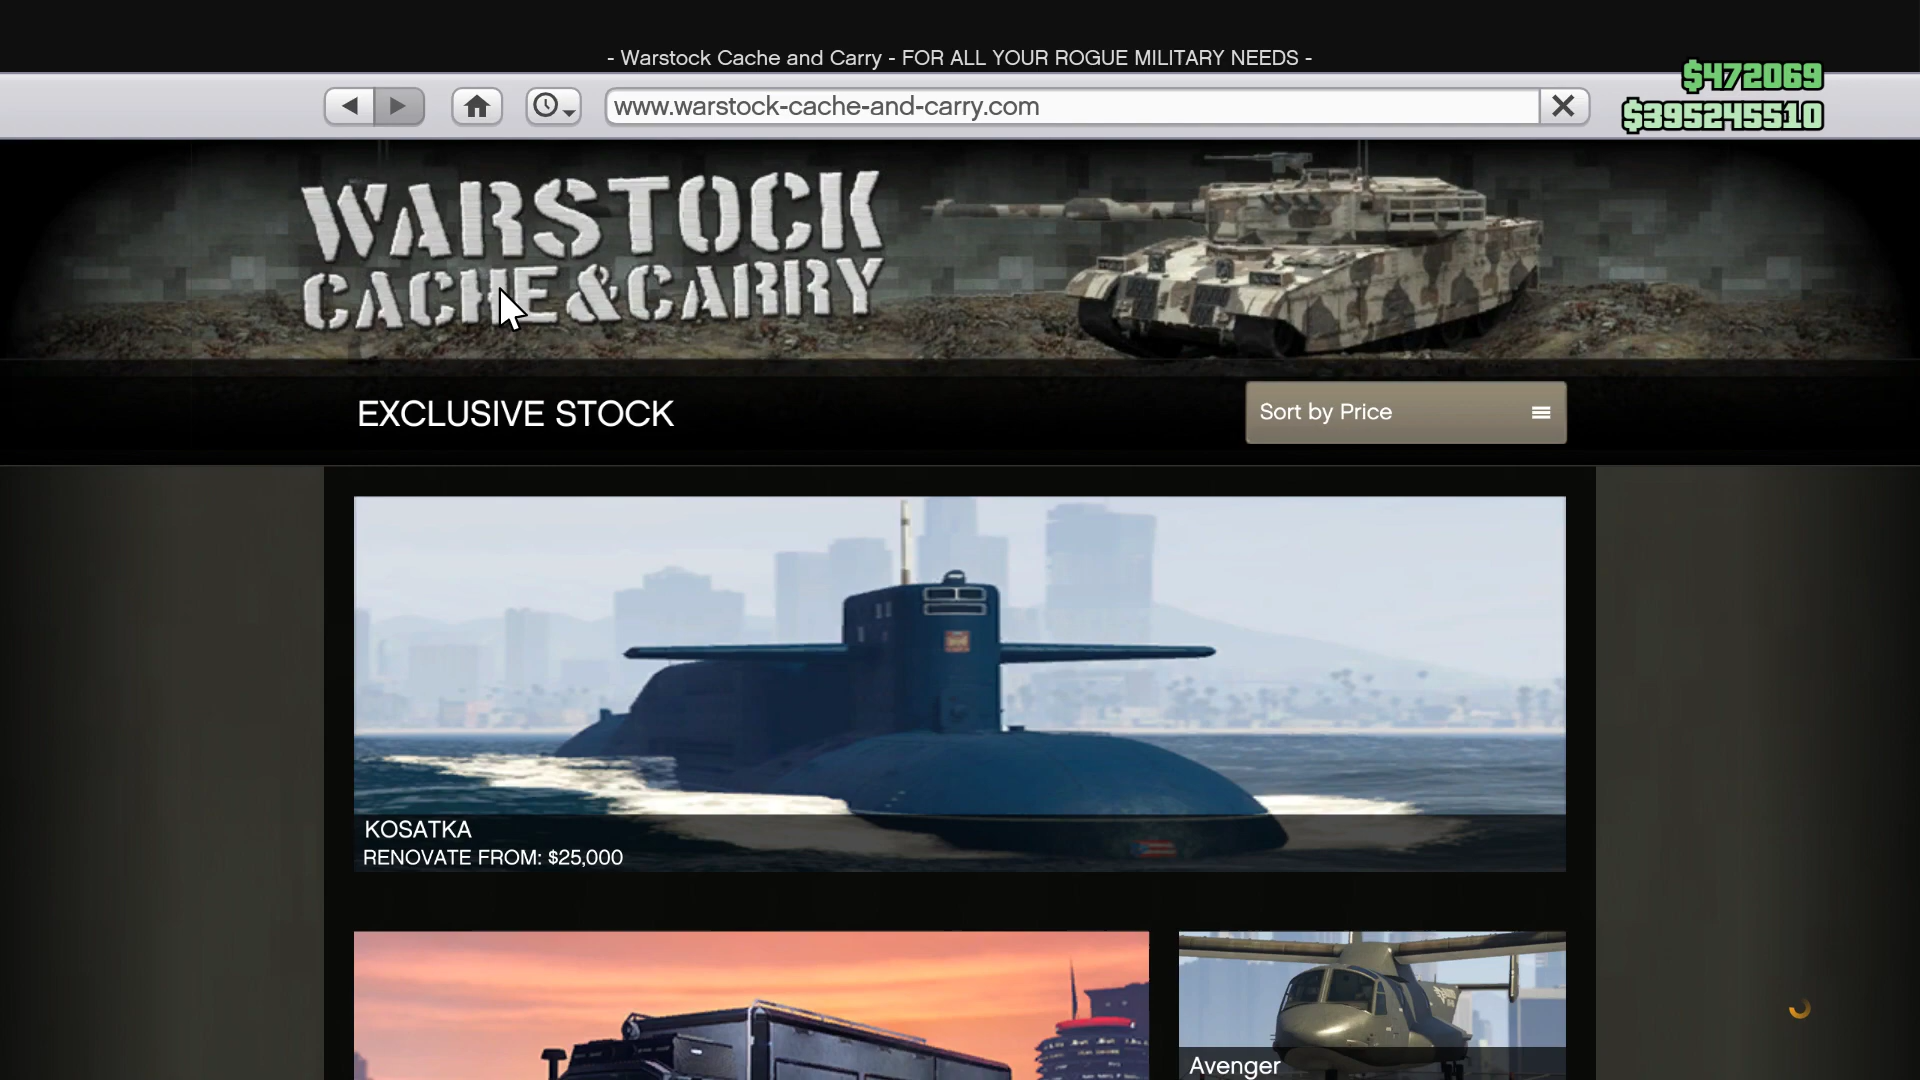 - Warstock Cache and Carry - FOR ALL YOUR ROGUE MILITARY NEEDS -
$472069
www.warstock-cache-and-carry.com
$395245510
WARSTOCK
CACHE & CARRY
EXCLUSIVE STOCK
Sort by Price
KOSATKA
RENOVATE FROM: $25,000
Avenger